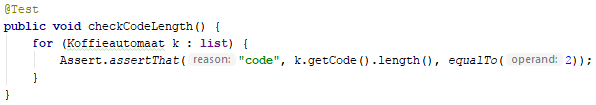 @Test
public void checkCodeLength() {
for (Koffieautomaat k : list) {
Assert.assertThat( reason: "code", k.getCode().length(), equalTo( operand: 2));
}
}